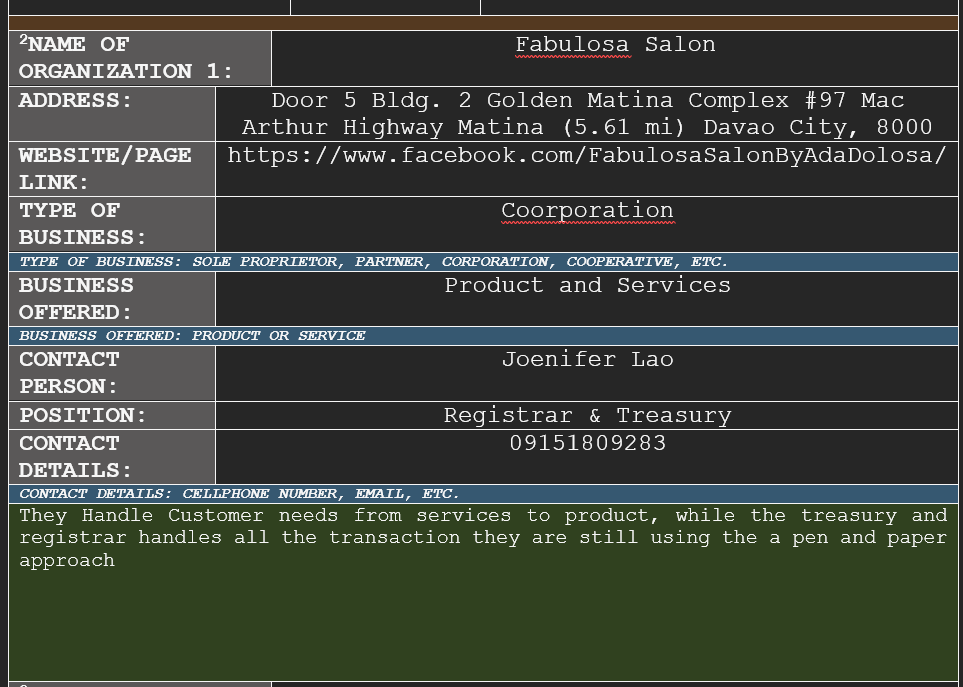 ²NAME OF
ORGANIZATION 1:
Fabulosa Salon
ADDRESS:
Door 5 Bldg. 2 Golden Matina Complex #97 Mac
Arthur Highway Matina (5.61 mi) Davao City, 8000
WEBSITE/PAGE
LINK:
https://www.facebook.com/FabulosaSalonByAdaDolosa/
TYPE OF
BUSINESS:
Coorporation
TYPE OF BUSINESS: SOLE PROPRIETOR, PARTNER, CORPORATION, COOPERATIVE, ETC.
BUSINESS
OFFERED:
Product and Services
BUSINESS OFFERED: PRODUCT OR SERVICE
CONTACT
PERSON:
Joenifer Lao
POSITION:
Registrar & Treasury
CONTACT
DETAILS:
09151809283
CONTACT DETAILS: CELLPHONE NUMBER, EMAIL, ETC.
They Handle Customer needs from services to product, while the treasury and
registrar handles all the transaction they are still using the a pen and paper
approach